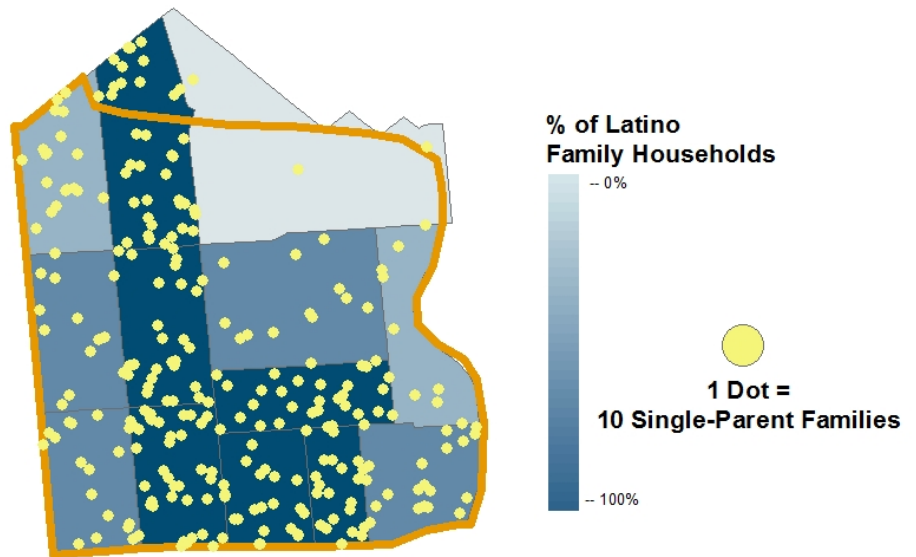 % of Latino
Family Households
-- 0%
-- 100%
1 Dot =
10 Single-Parent Families